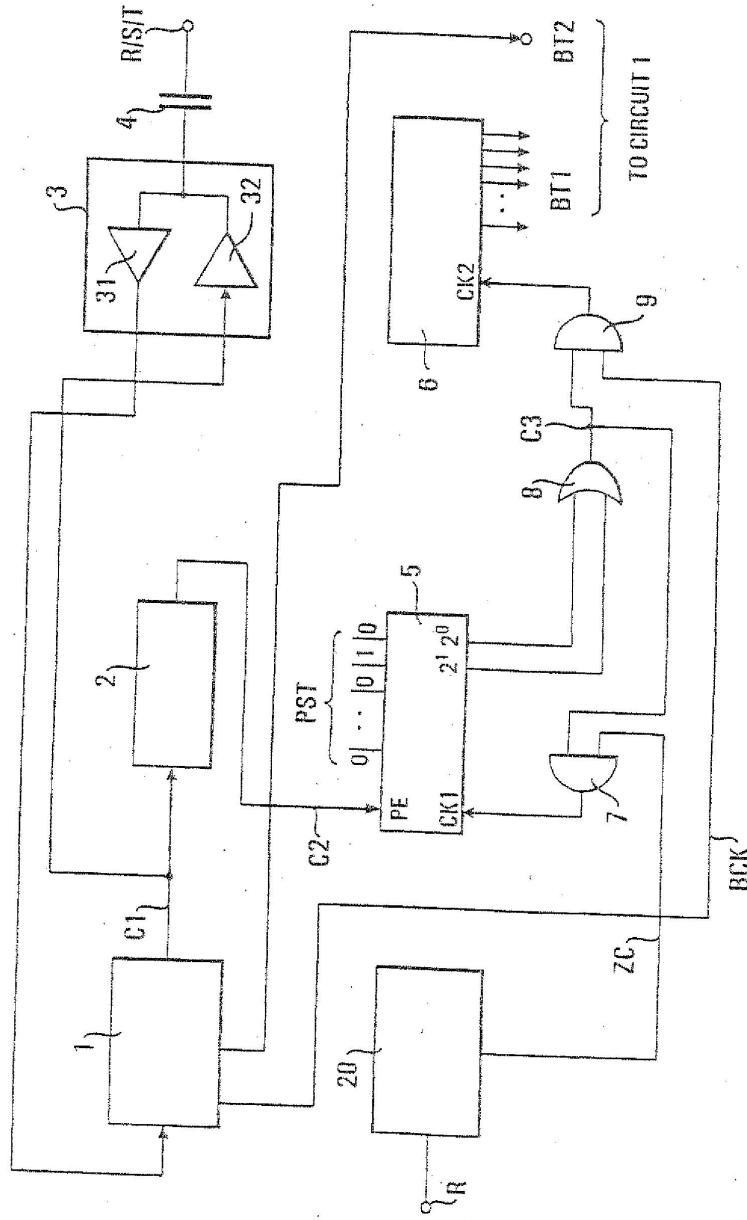 R/S/T
3
4
31
1
C1
2
32
PST
C2
0 . . 0 1 0
PE
5
6
CK1
2¹ 2⁰
CK2
20
8
C3
9
BT1
. .
BT2
R
7
ZC
TO CIRCUIT 1
BCK